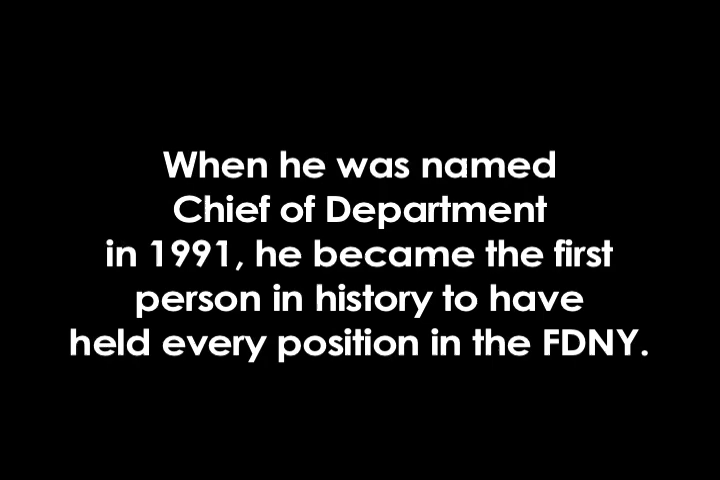 When he was named
Chief of Department
in 1991, he became the first
person in history to have
held every position in the FDNY.